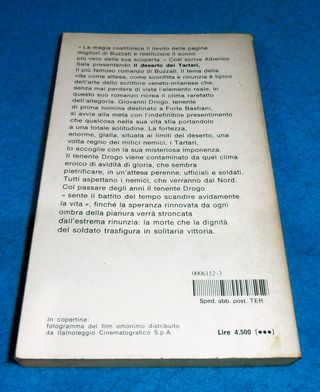 « La magia costituisce il lievito delle pagine
migliori di Buzzati e restituisce il suono
più vero della sua scoperta. » Così scrive Alberico
Sala presentando Il deserto dei Tartari,
il più famoso romanzo di Buzzati. Il tema della
vita come attesa, come sconfitta e rinunzia è tipico
dell'arte dello scrittore veneto-milanese che,
senza mai perdere di vista l'elemento reale, in
questo suo romanzo ricrea il clima rarefatto
dell'allegoria. Giovanni Drogo, tenente
di prima nomina destinato a Forte Bastiani,
si avvia alla meta con l'indefinibile presentimento
che qualcosa nella sua vita stia portandolo
a una totale solitudine. La fortezza,
enorme, gialla, situata ai limiti del deserto, una
volta regno dei mitici nemici, i Tartari,
lo accoglie con la sua misteriosa imponenza.
Il tenente Drogo viene contaminato da quel clima
eroico di avidità di gloria, che sembra
pietrificare, in un'attesa perenne, ufficiali e soldati.
Tutti aspettano i nemici, che verranno dal Nord.
Col passare degli anni il tenente Drogo
« sente il battito del tempo scandire avidamente
la vita », finché la speranza rinnovata da ogni
ombra della pianura verrà stroncata
dall'estrema rinunzia: la morte che la dignità
del soldato trasfigura in solitaria vittoria.
0006152-3
Sped. abb. post. TER
In copertina:
fotogramma del film omonimo distribuito
da Italnoleggio Cinematografico S.p.A.
Lire 4.500 [•••]